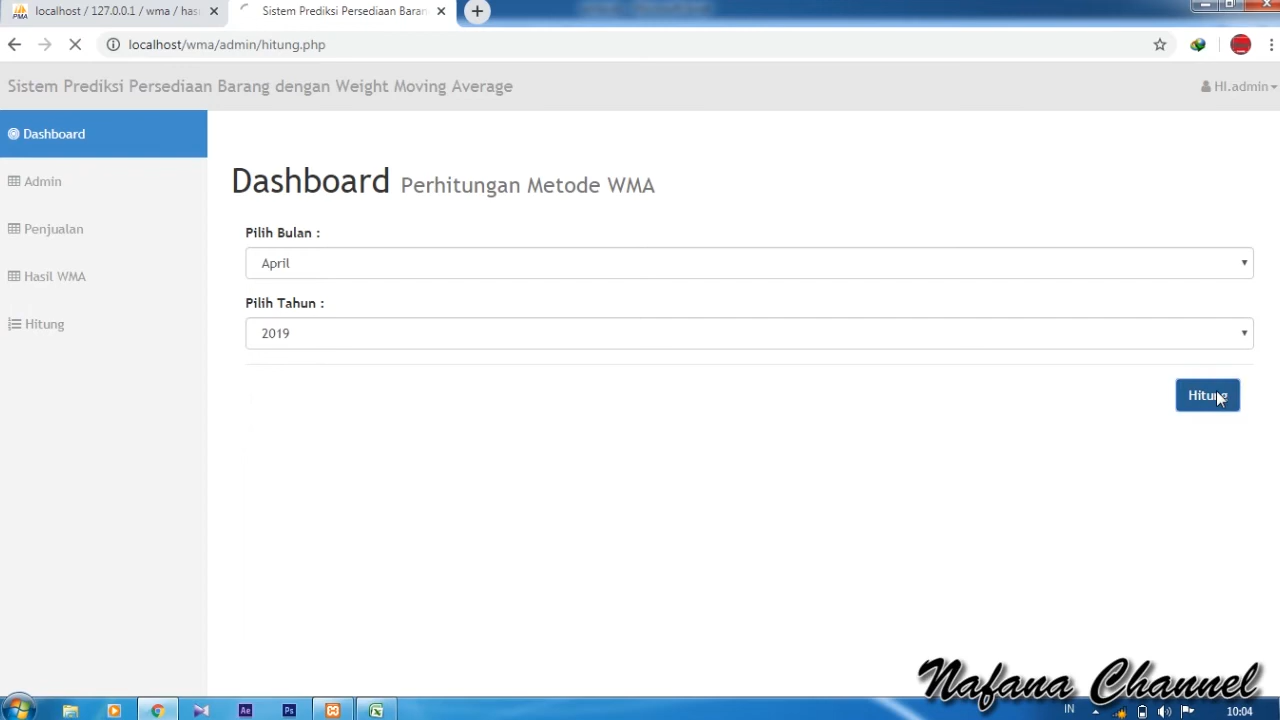 localhost / 127.0.0.1 / wma / hasi
Sistem Prediksi Persediaan Baran
localhost/wma/admin/hitung.php
Sistem Prediksi Persediaan Barang dengan Weight Moving Average
HI.admin
Dashboard
Admin
Penjualan
Hasil WMA
Hitung
Dashboard Perhitungan Metode WMA
Pilih Bulan :
April
Pilih Tahun :
2019
Hitung
Nafana Channel
IN
10:04